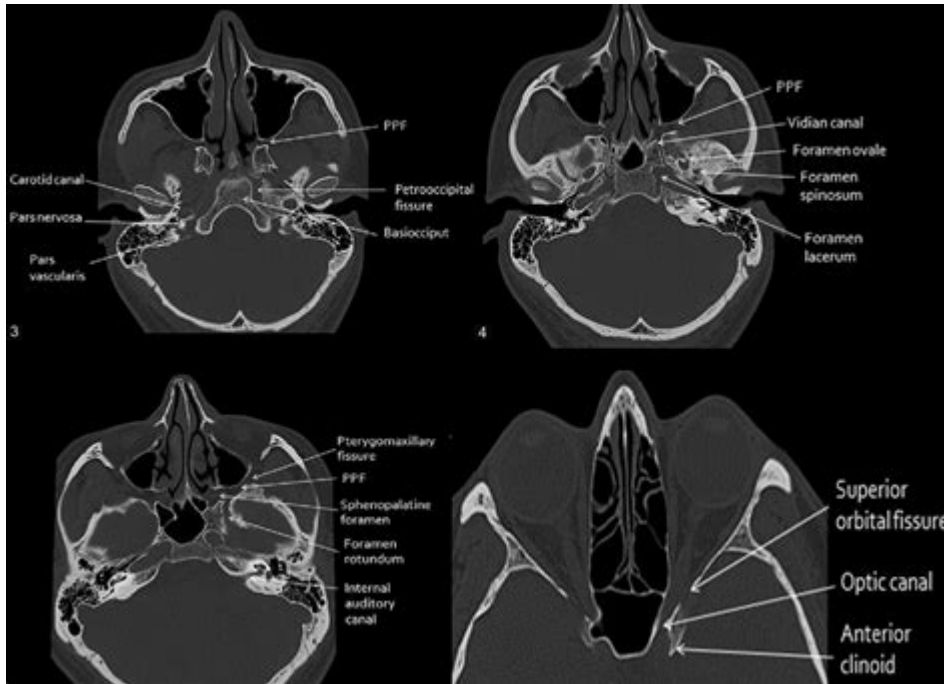 PPF
Carotid canal
Petrooccipital
fissure
Pars nervosa
Basiocciput
Pars
vascularis
3
PPF
Vidian canal
Foramen ovale
Foramen
spinosum
Foramen
lacerum
4
Pterygomaxillary
fissure
PPF
Sphenopalatine
foramen
Foramen
rotundum
Internal
auditory
canal
Superior
orbital fissure
Optic canal
Anterior
clinoid